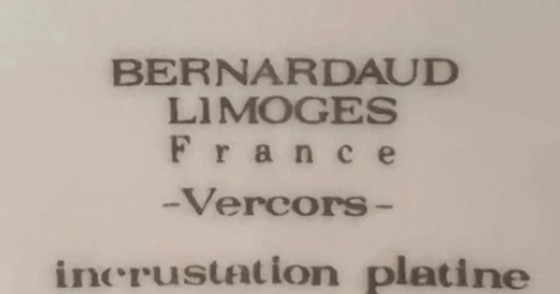 BERNARDAUD
LIMOGES
France
-Vercors-
incrustation platine